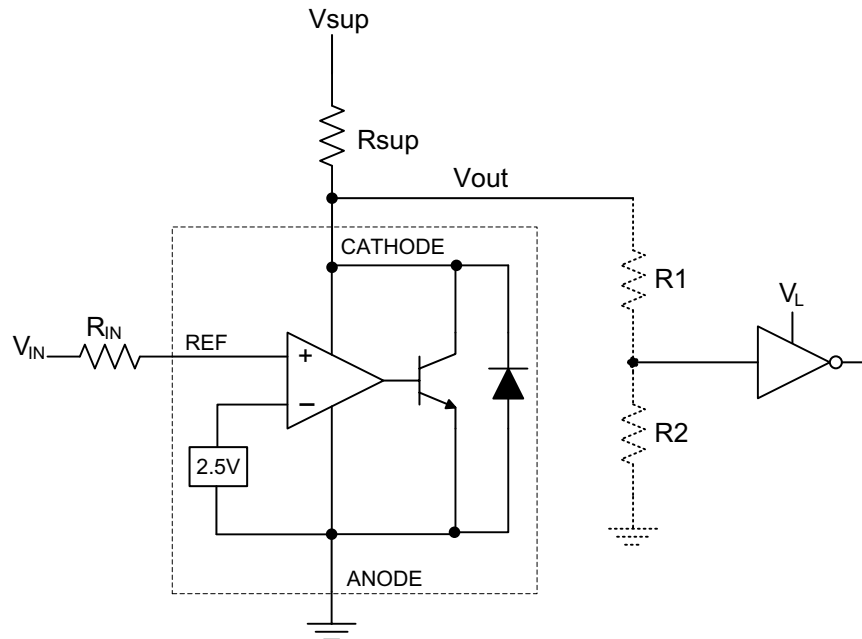 Vsup
Rsup
Vout
CATHODE
R1
VL
RIN
VIN
REF
+
−
R2
2.5V
ANODE